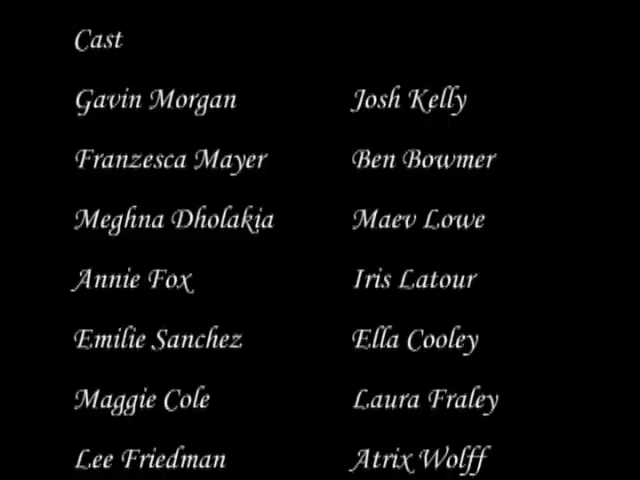 Cast
Gavin Morgan Josh Kelly
Franzesca Mayer Ben Bowmer
Meghna Dholakia Maev Lowe
Annie Fox Iris Latour
Emilie Sanchez Ella Cooley
Maggie Cole Laura Fraley
Lee Friedman Atrix Wolff